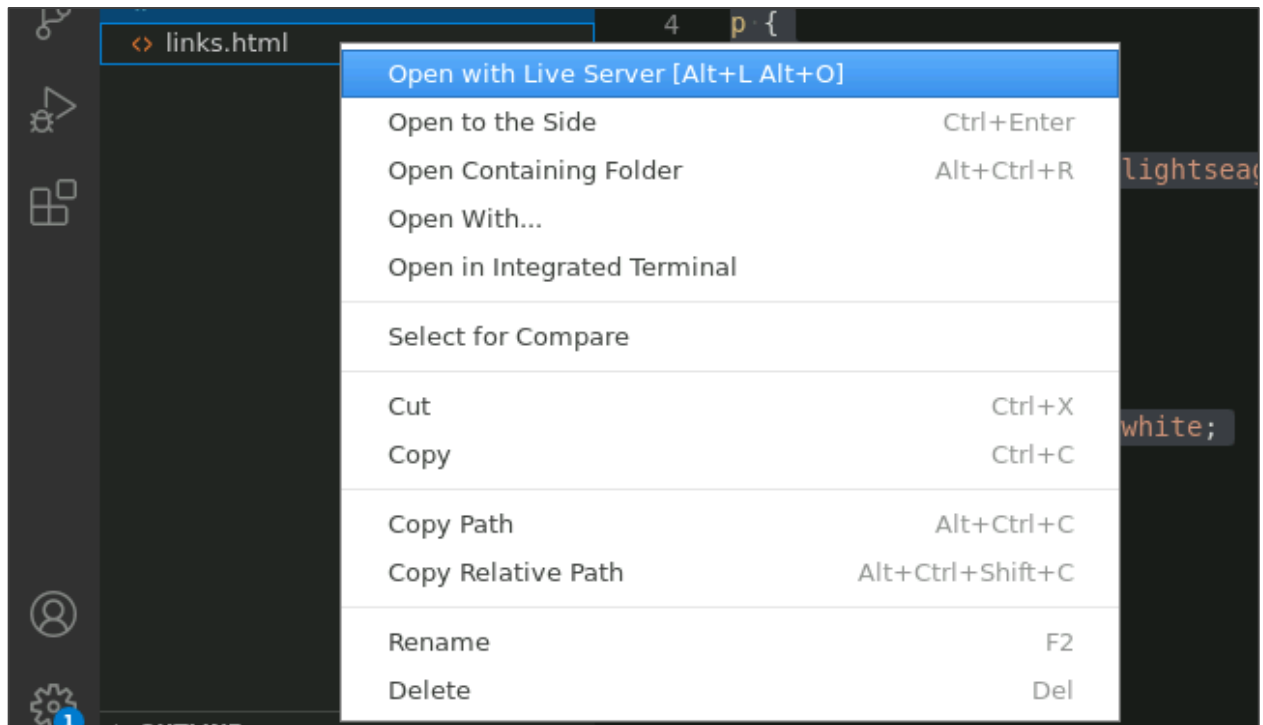 links.html
4 p {
Open with Live Server [Alt+L Alt+O]
Open to the Side Ctrl+Enter
Open Containing Folder Alt+Ctrl+R
Open With...
Open in Integrated Terminal
Select for Compare
Cut Ctrl+X
white;
Copy Ctrl+C
Copy Path Alt+Ctrl+C
Copy Relative Path Alt+Ctrl+Shift+C
Rename F2
Delete Del
1